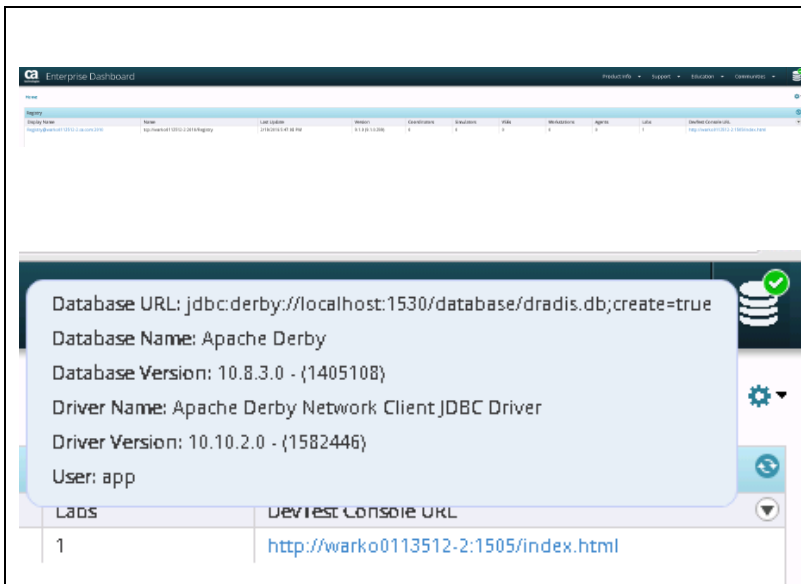 ca Enterprise Dashboard
Product Info Support Education Communities
Home
Registry
Display Name Name Last Update Version Coordinators Simulators VSEs Workstations Agents Labs DevTest Console URL
1
Database URL: jdbc:derby://localhost:1530/database/dradis.db;create=true
Database Name: Apache Derby
Database Version: 10.8.3.0 - (1405108)
Driver Name: Apache Derby Network Client JDBC Driver
Driver Version: 10.10.2.0 - (1582446)
User: app
Labs DevTest Console URL
1 http://warko0113512-2:1505/index.html